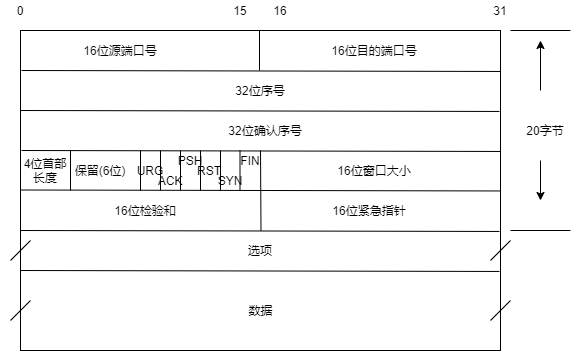 0 15 16 31
16位源端口号 16位目的端口号
32位序号
20字节
32位确认序号
4位首部
长度
保留(6位) URG ACK PSH RST SYN FIN 16位窗口大小
16位检验和 16位紧急指针
选项
数据